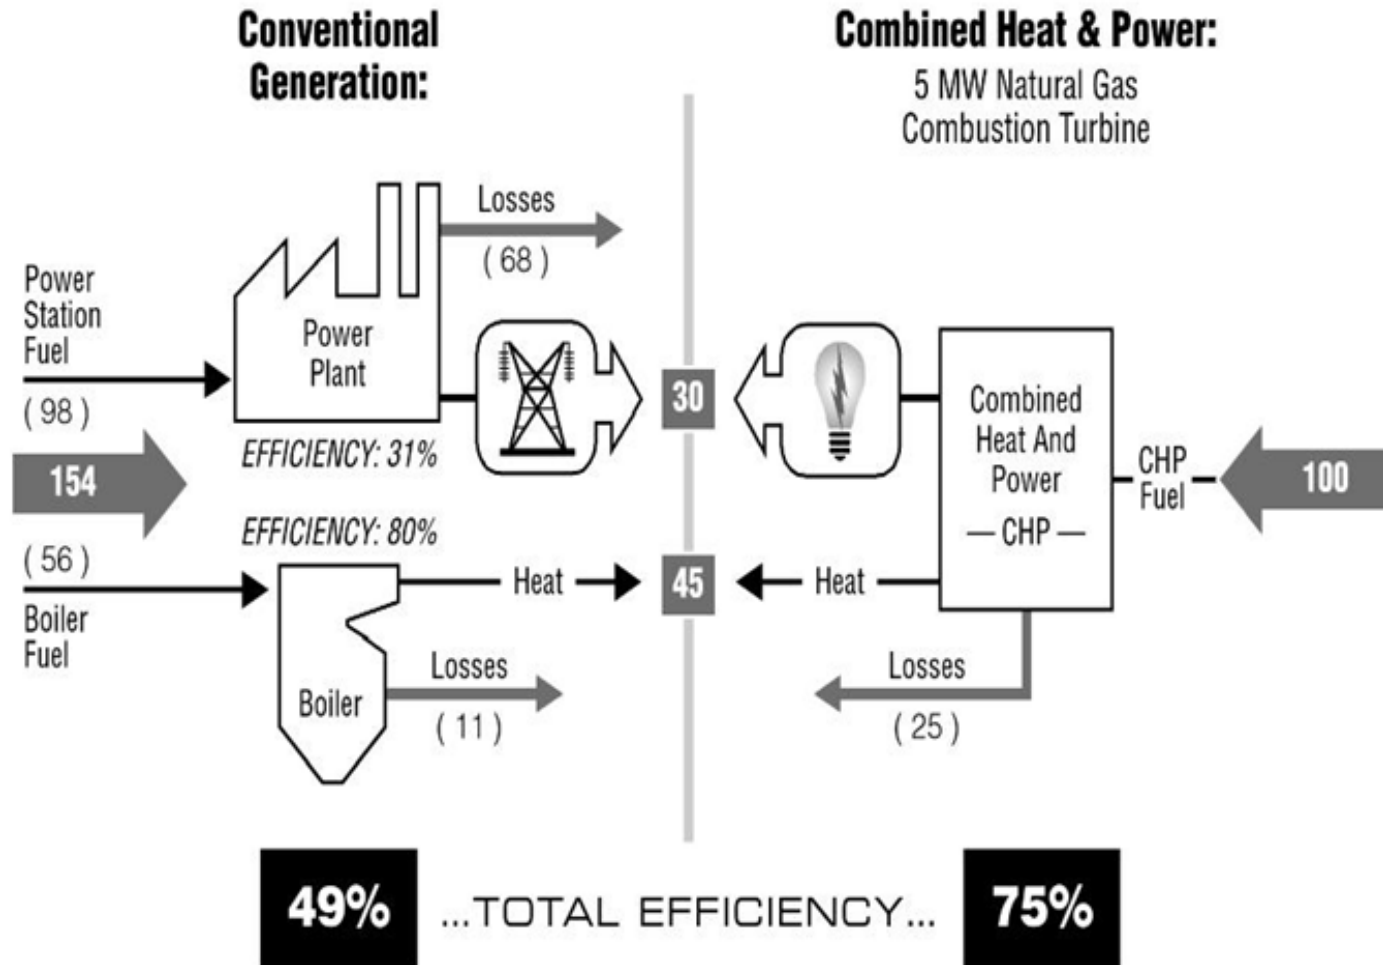 Conventional
Generation:
Combined Heat & Power:
5 MW Natural Gas
Combustion Turbine
Losses
( 68 )
Power
Station
Fuel
( 98 )
Power
Plant
EFFICIENCY: 31%
30
Combined
Heat And
Power
— CHP —
CHP
Fuel
100
154
EFFICIENCY: 80%
( 56 )
Boiler
Fuel
Heat
45
Heat
Boiler
Losses
( 11 )
Losses
( 25 )
49%
...TOTAL EFFICIENCY...
75%